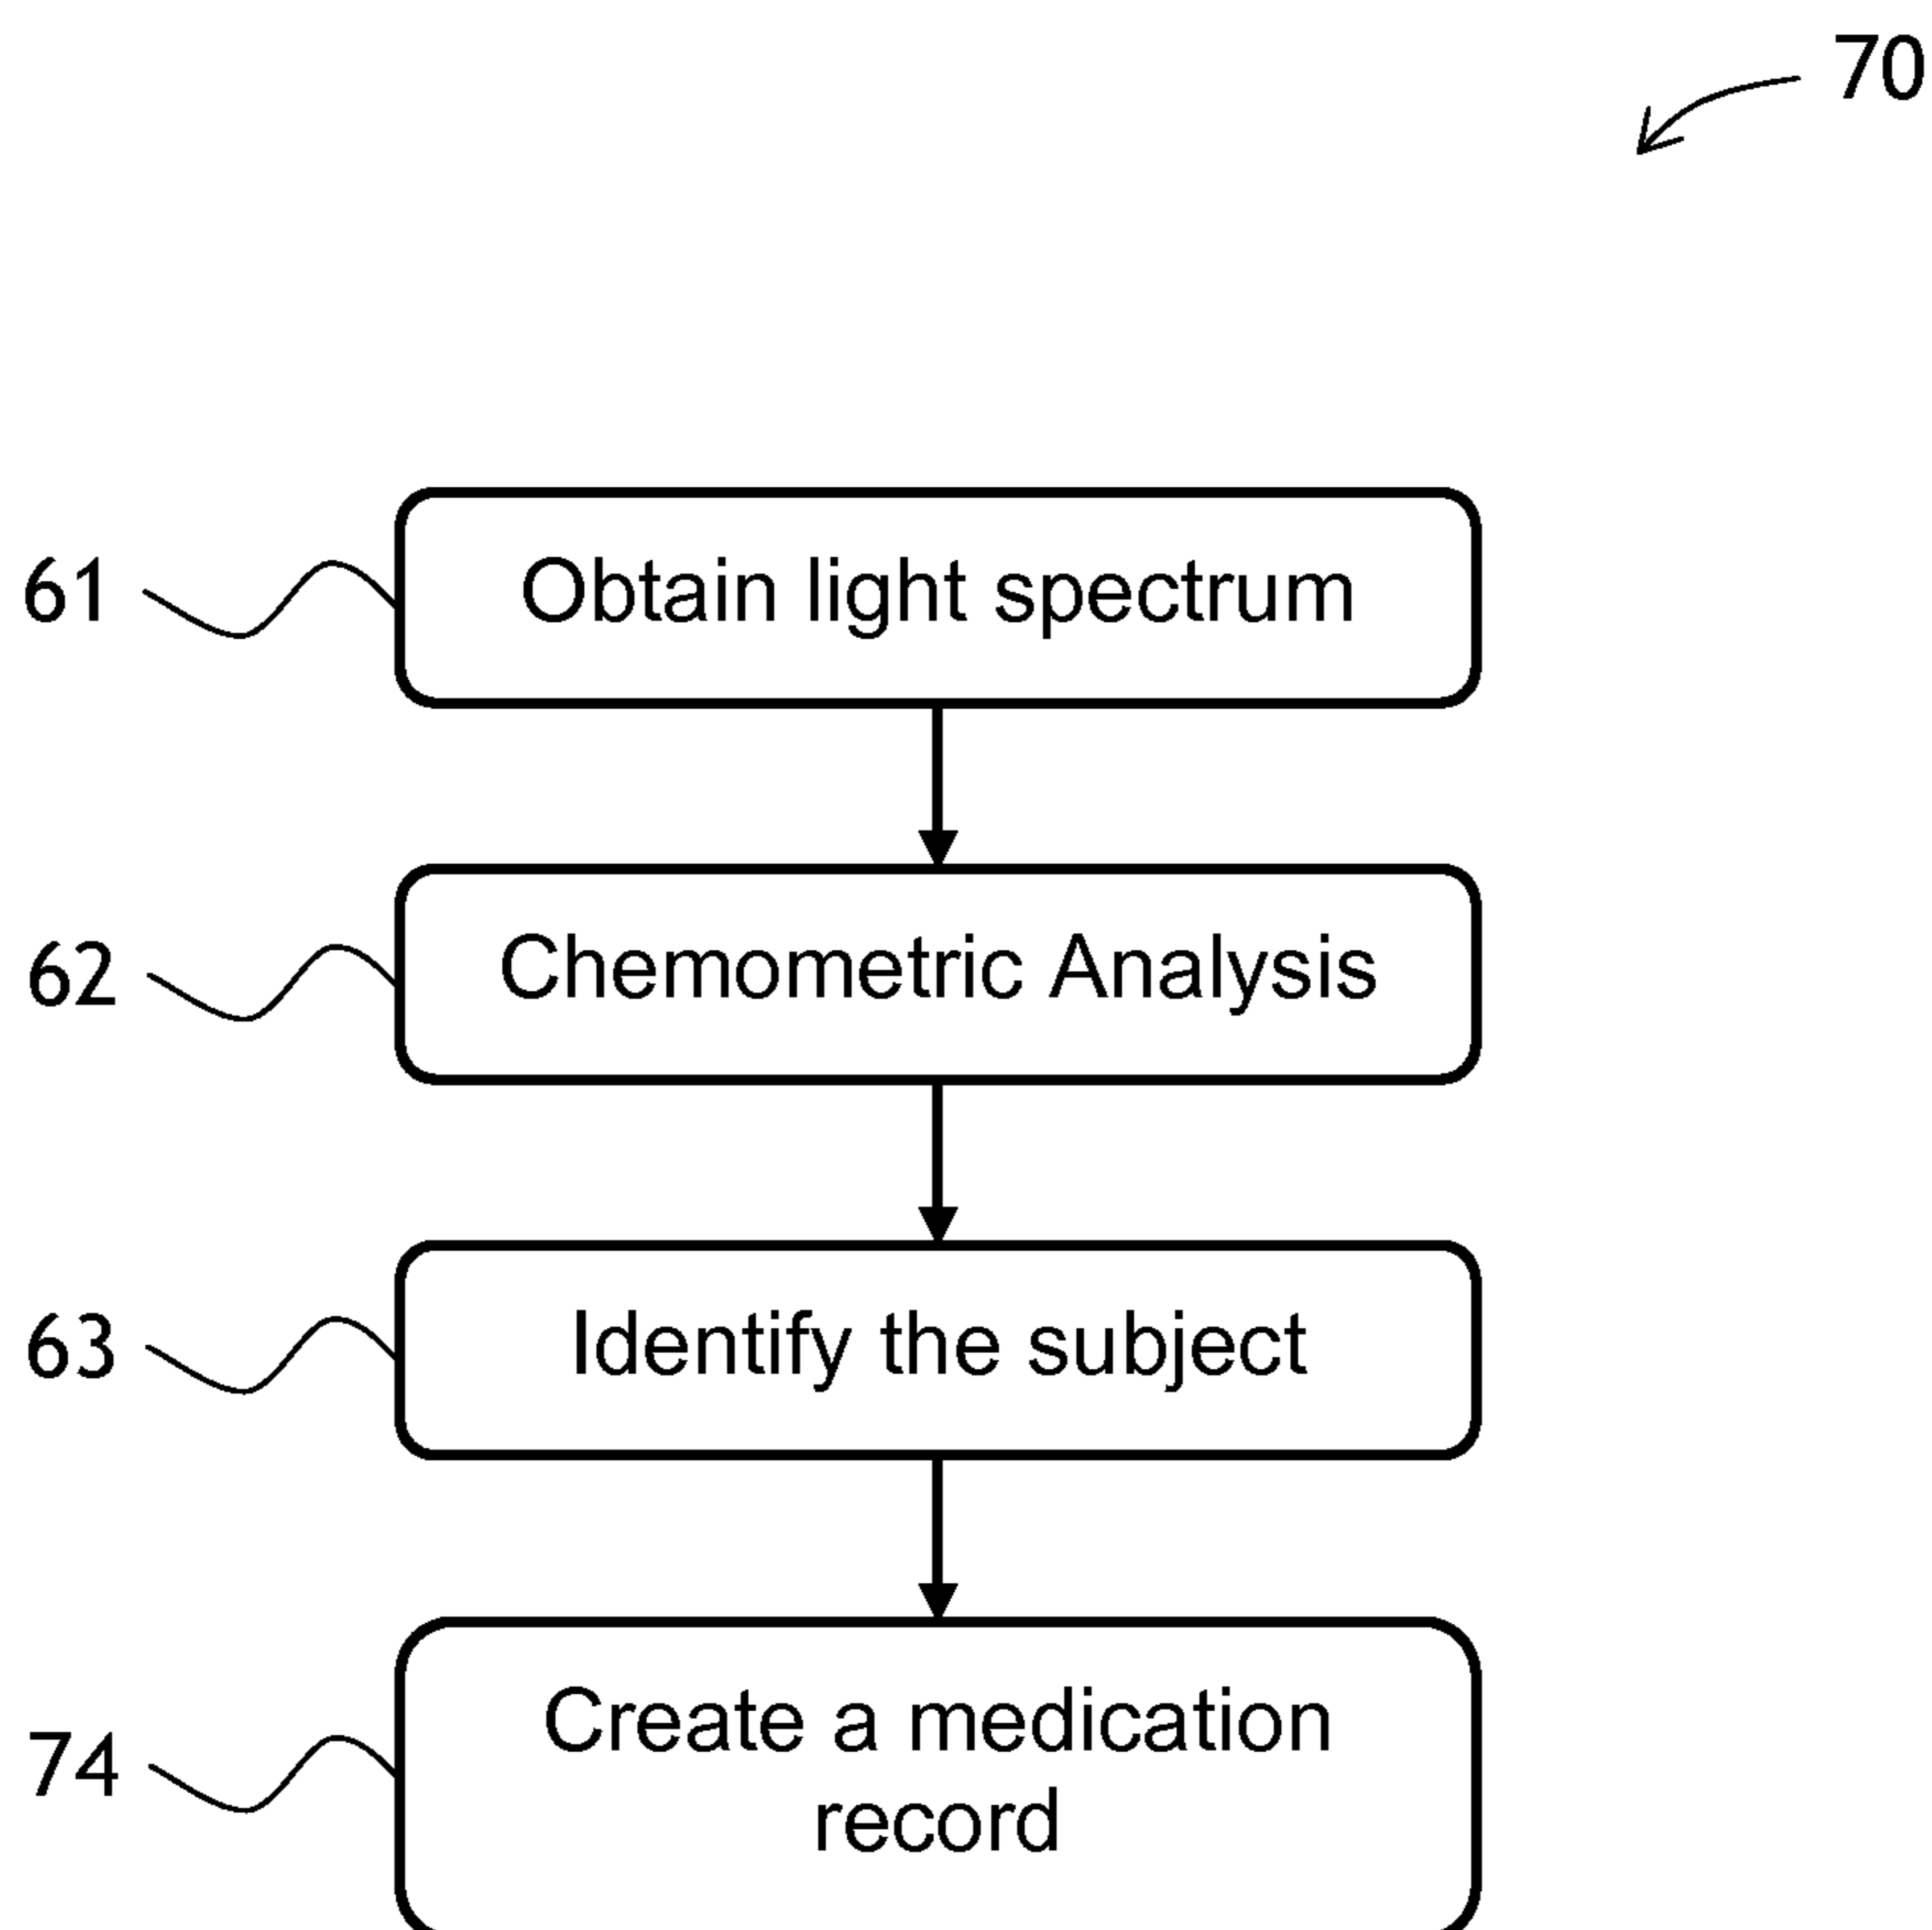 70
61
Obtain light spectrum
62
Chemometric Analysis
63
Identify the subject
74
Create a medication
record